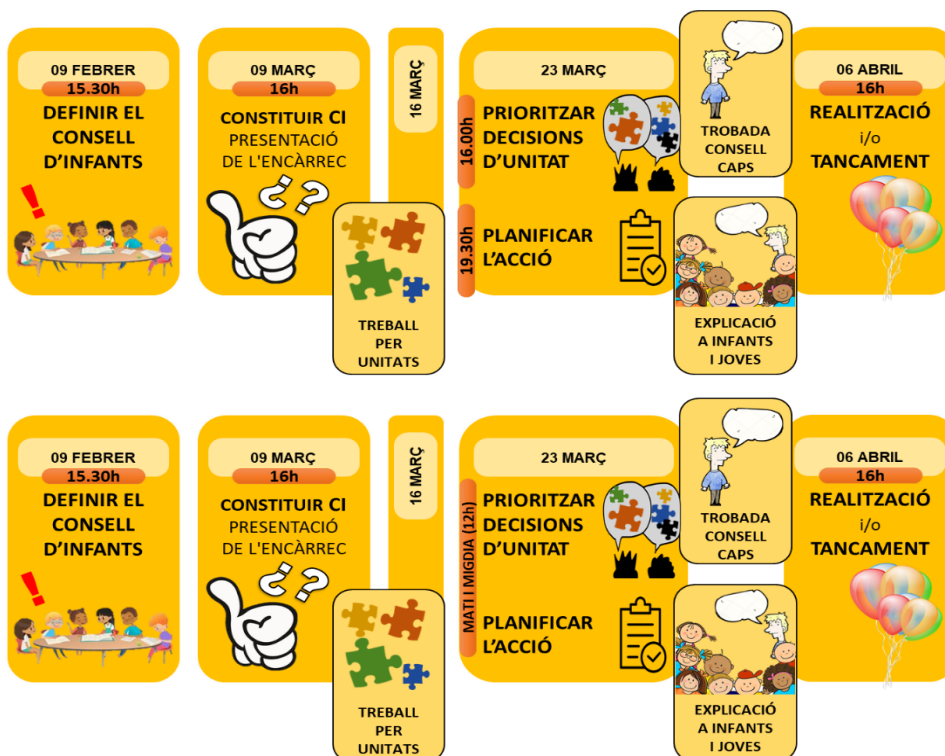 09 FEBRER
15.30h
DEFINIR EL
CONSELL
D'INFANTS
09 MARÇ
16h
CONSTITUIR CI
PRESENTACIÓ
DE L'ENCÀRREC
¿??
16 MARÇ
TREBALL
PER
UNITATS
23 MARÇ
16.00h
PRIORITZAR
DECISIONS
D'UNITAT
19.30h
PLANIFICAR
L'ACCIÓ
TROBADA
CONSELL
CAPS
EXPLICACIÓ
A INFANTS
I JOVES
06 ABRIL
16h
REALITZACIÓ
i/o
TANCAMENT
09 FEBRER
15.30h
DEFINIR EL
CONSELL
D'INFANTS
09 MARÇ
16h
CONSTITUIR CI
PRESENTACIÓ
DE L'ENCÀRREC
¿??
16 MARÇ
TREBALL
PER
UNITATS
23 MARÇ
MATI I MIGDIA (12h)
PRIORITZAR
DECISIONS
D'UNITAT
PLANIFICAR
L'ACCIÓ
TROBADA
CONSELL
CAPS
EXPLICACIÓ
A INFANTS
I JOVES
06 ABRIL
16h
REALITZACIÓ
i/o
TANCAMENT